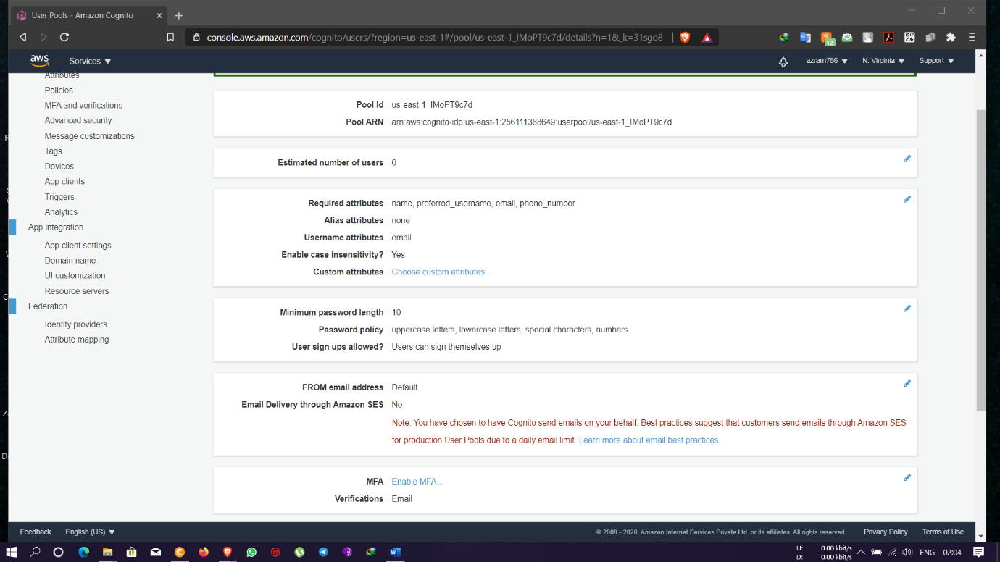 User Pools - Amazon Cognito
console.aws.amazon.com/cognito/users/?region=us-east-1#/pool/us-east-1_lMoPT9c7d/details?n=1&_k=31sgo8
12
aws
Services
azram786
N. Virginia
Support
Attributes
Policies
MFA and verifications
Advanced security
Message customizations
Tags
Devices
App clients
Triggers
Analytics
App integration
App client settings
Domain name
UI customization
Resource servers
Federation
Identity providers
Attribute mapping
Pool Id us-east-1_lMoPT9c7d
Pool ARN arn:aws:cognito-idp:us-east-1:256111388649:userpool/us-east-1_lMoPT9c7d
Estimated number of users 0
Required attributes name, preferred_username, email, phone_number
Alias attributes none
Username attributes email
Enable case insensitivity? Yes
Custom attributes Choose custom attributes...
Minimum password length 10
Password policy uppercase letters, lowercase letters, special characters, numbers
User sign ups allowed? Users can sign themselves up
FROM email address Default
Email Delivery through Amazon SES No
Note: You have chosen to have Cognito send emails on your behalf. Best practices suggest that customers send emails through Amazon SES
for production User Pools due to a daily email limit. Learn more about email best practices.
MFA Enable MFA...
Verifications Email
Feedback
English (US)
© 2008 - 2020, Amazon Internet Services Private Ltd. or its affiliates. All rights reserved.
Privacy Policy
Terms of Use
U: 0.00 kbit/s
D: 0.00 kbit/s
ENG
02:04